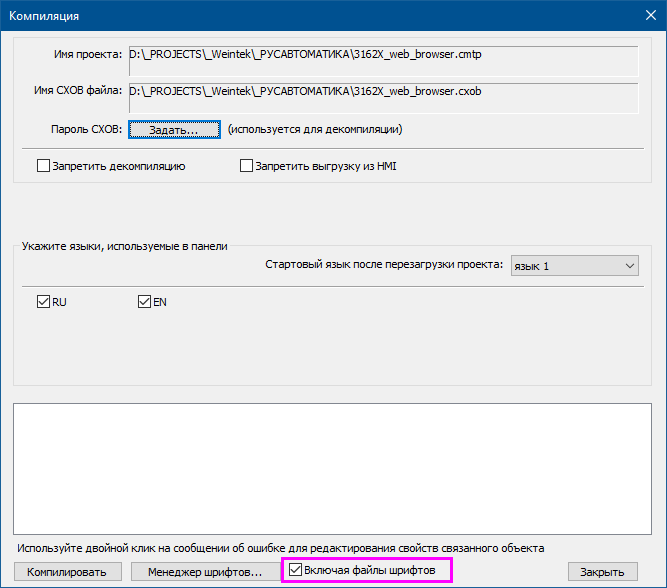 Компиляция
Имя проекта: D:\_PROJECTS\_Weintek\_РУСАВТОМАТИКА\3162X_web_browser.cmtp
Имя CXOB файла: D:\_PROJECTS\_Weintek\_РУСАВТОМАТИКА\3162X_web_browser.cxob
Пароль CXOB: Задать... (используется для декомпиляции)
Запретить декомпиляцию Запретить выгрузку из HMI
Укажите языки, используемые в панели
Стартовый язык после перезагрузки проекта: язык 1
RU EN
Используйте двойной клик на сообщении об ошибке для редактирования свойств связанного объекта
Компилировать Менеджер шрифтов... Включая файлы шрифтов Закрыть